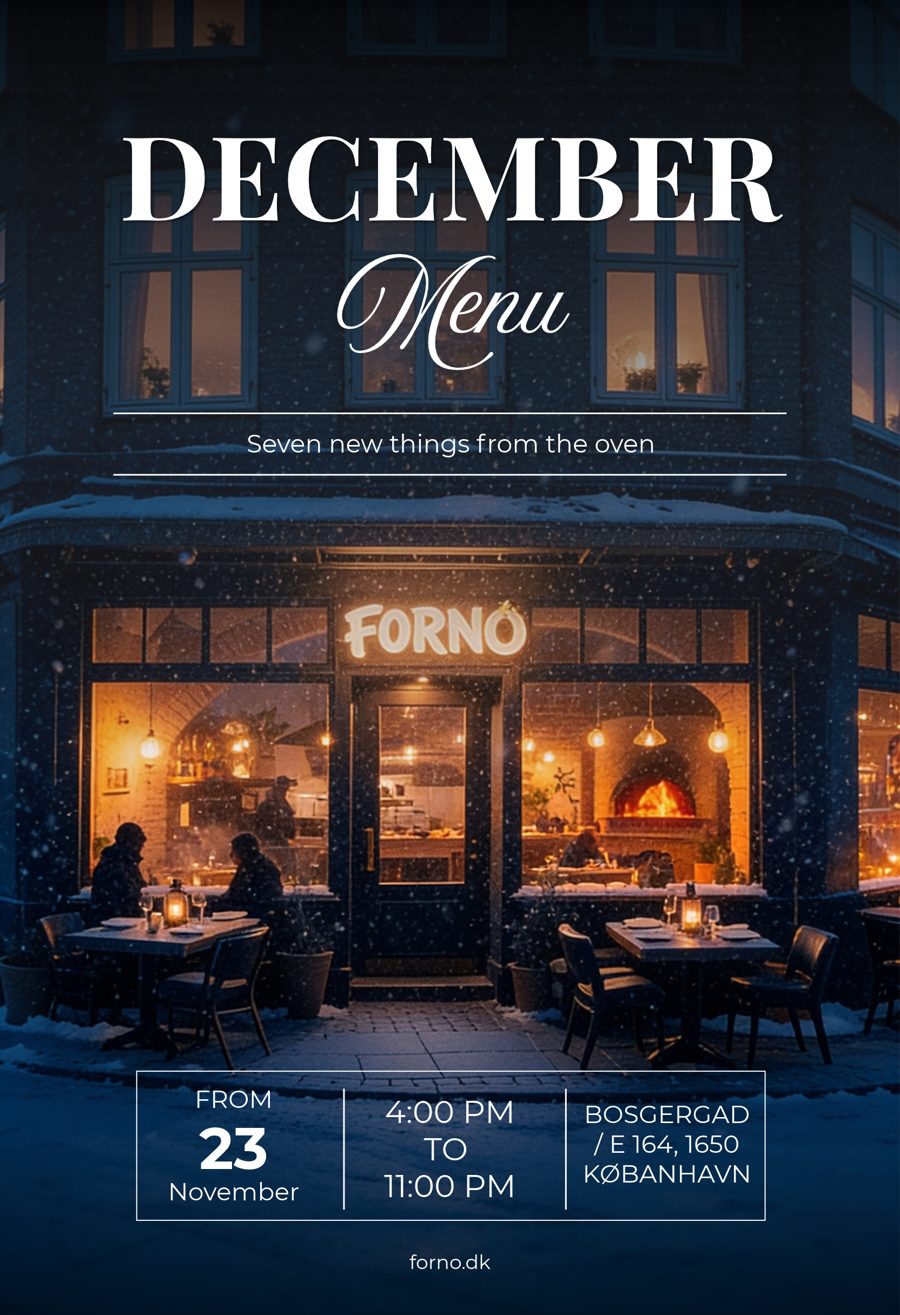 DECEMBER
Menu
Seven new things from the oven
FORNO
FROM
23
November
4:00 PM
TO
11:00 PM
BOSGERGAD
/ E 164, 1650
KØBANHAVN
forno.dk